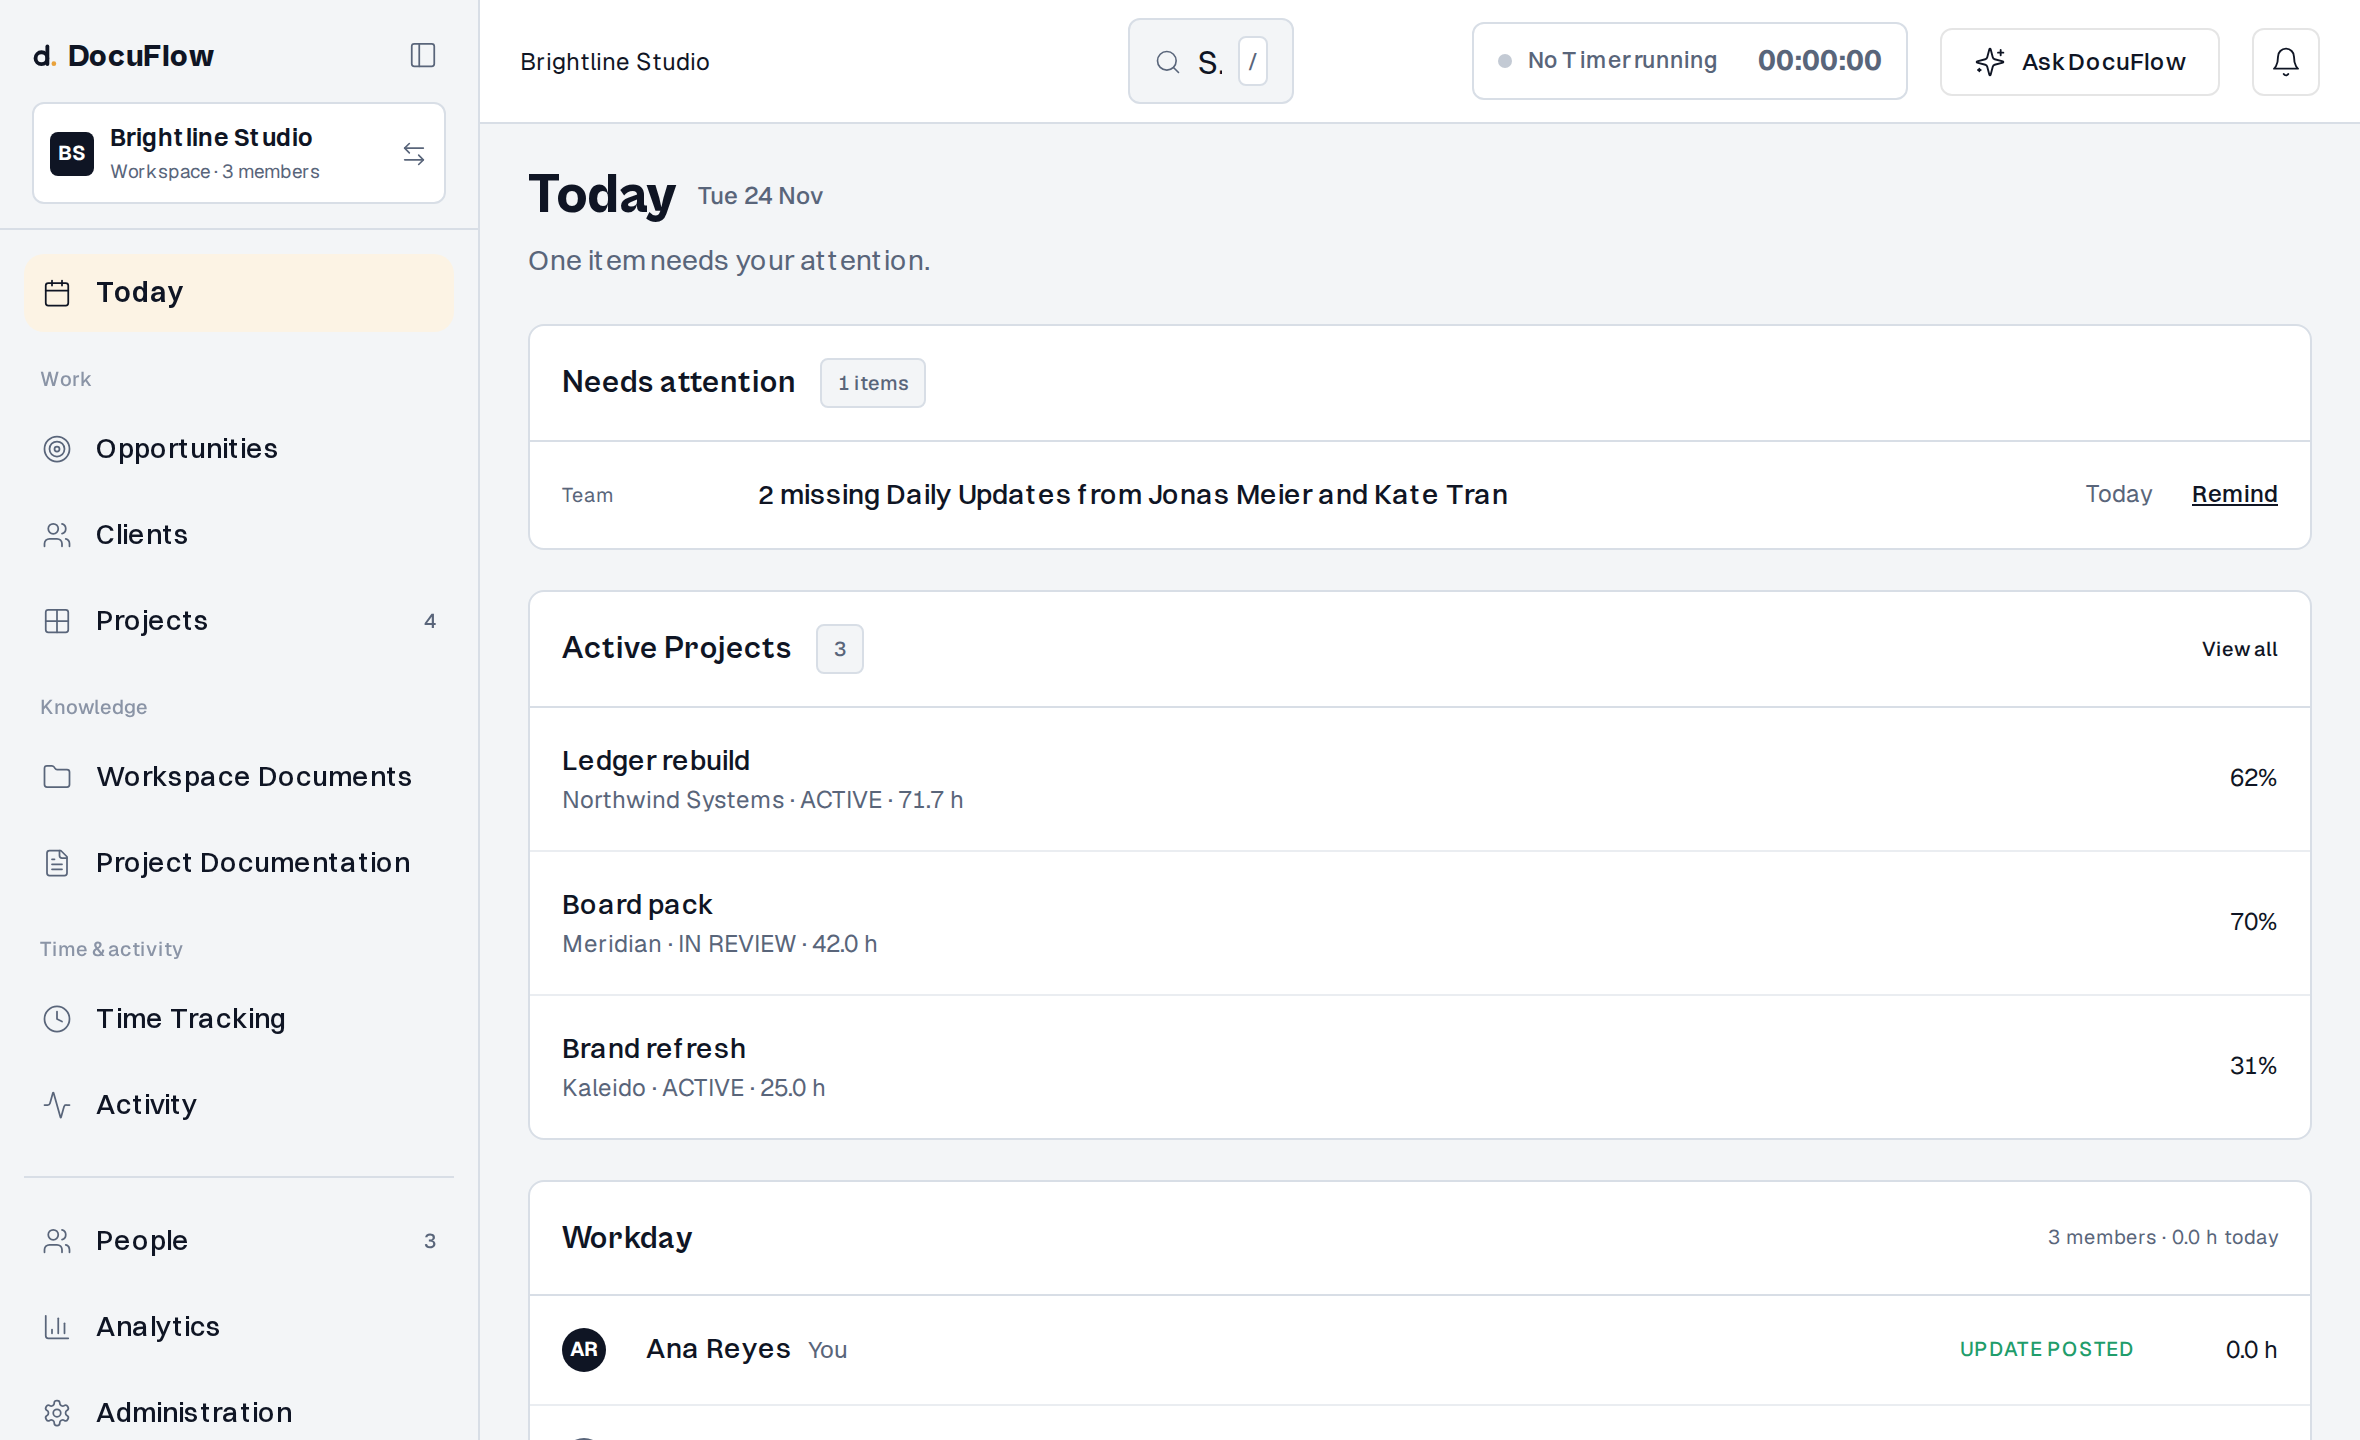 d. DocuFlow
BS
Brightline Studio
Workspace · 3 members
Today
Work
Opportunities
Clients
Projects 4
Knowledge
Workspace Documents
Project Documentation
Time & activity
Time Tracking
Activity
People 3
Analytics
Administration
Brightline Studio
S. /
No Timer running 00:00:00
Ask DocuFlow
Today Tue 24 Nov
One item needs your attention.
Needs attention 1 items
Team 2 missing Daily Updates from Jonas Meier and Kate Tran Today Remind
Active Projects 3 View all
Ledger rebuild
Northwind Systems · ACTIVE · 71.7 h
62%
Board pack
Meridian · IN REVIEW · 42.0 h
70%
Brand refresh
Kaleido · ACTIVE · 25.0 h
31%
Workday 3 members · 0.0 h today
AR Ana Reyes You UPDATE POSTED 0.0 h